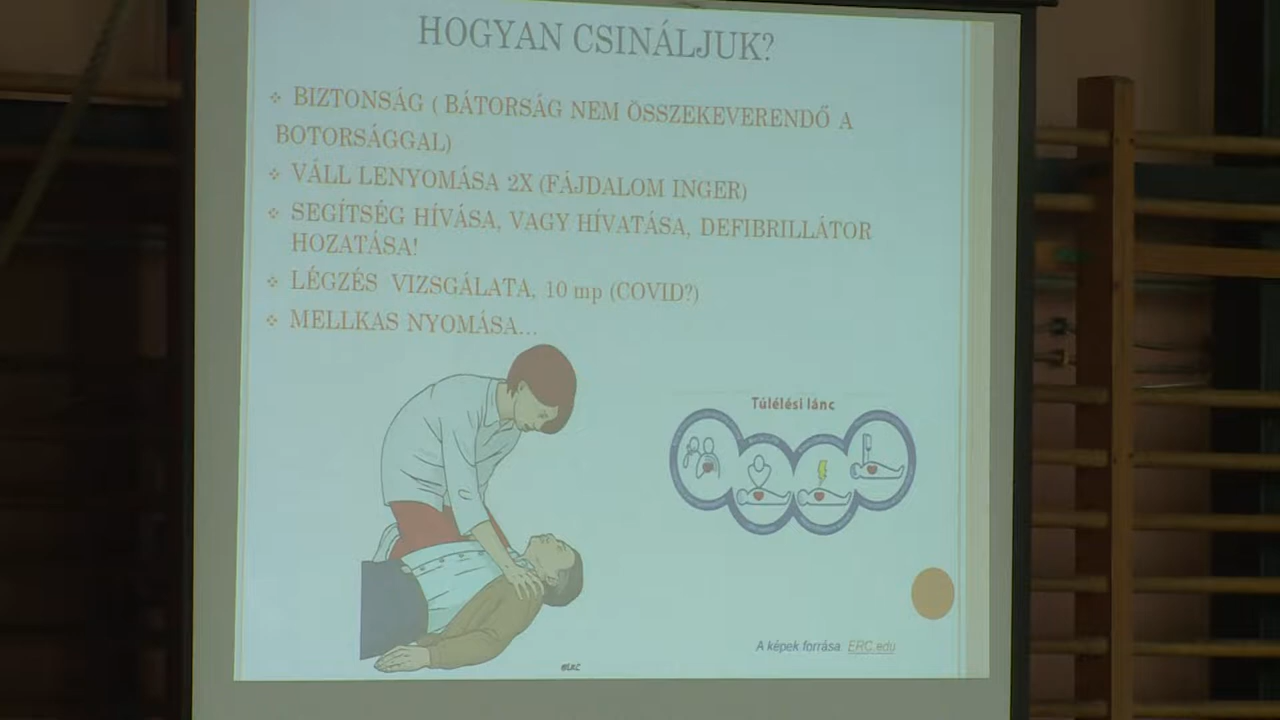 HOGYAN CSINÁLJUK?
BIZTONSÁG ( BÁTORSÁG NEM ÖSSZEKEVERENDŐ A
BOTORSÁGGAL)
VÁLL LENYOMÁSA 2X (FÁJDALOM INGER)
SEGÍTSÉG HÍVÁSA, VAGY HÍVATÁSA, DEFIBRILLÁTOR
HOZATÁSA!
LÉGZÉS VIZSGÁLATA, 10 mp (COVID?)
MELLKAS NYOMÁSA...
Túlélési lánc
A képek forrása ERC.edu